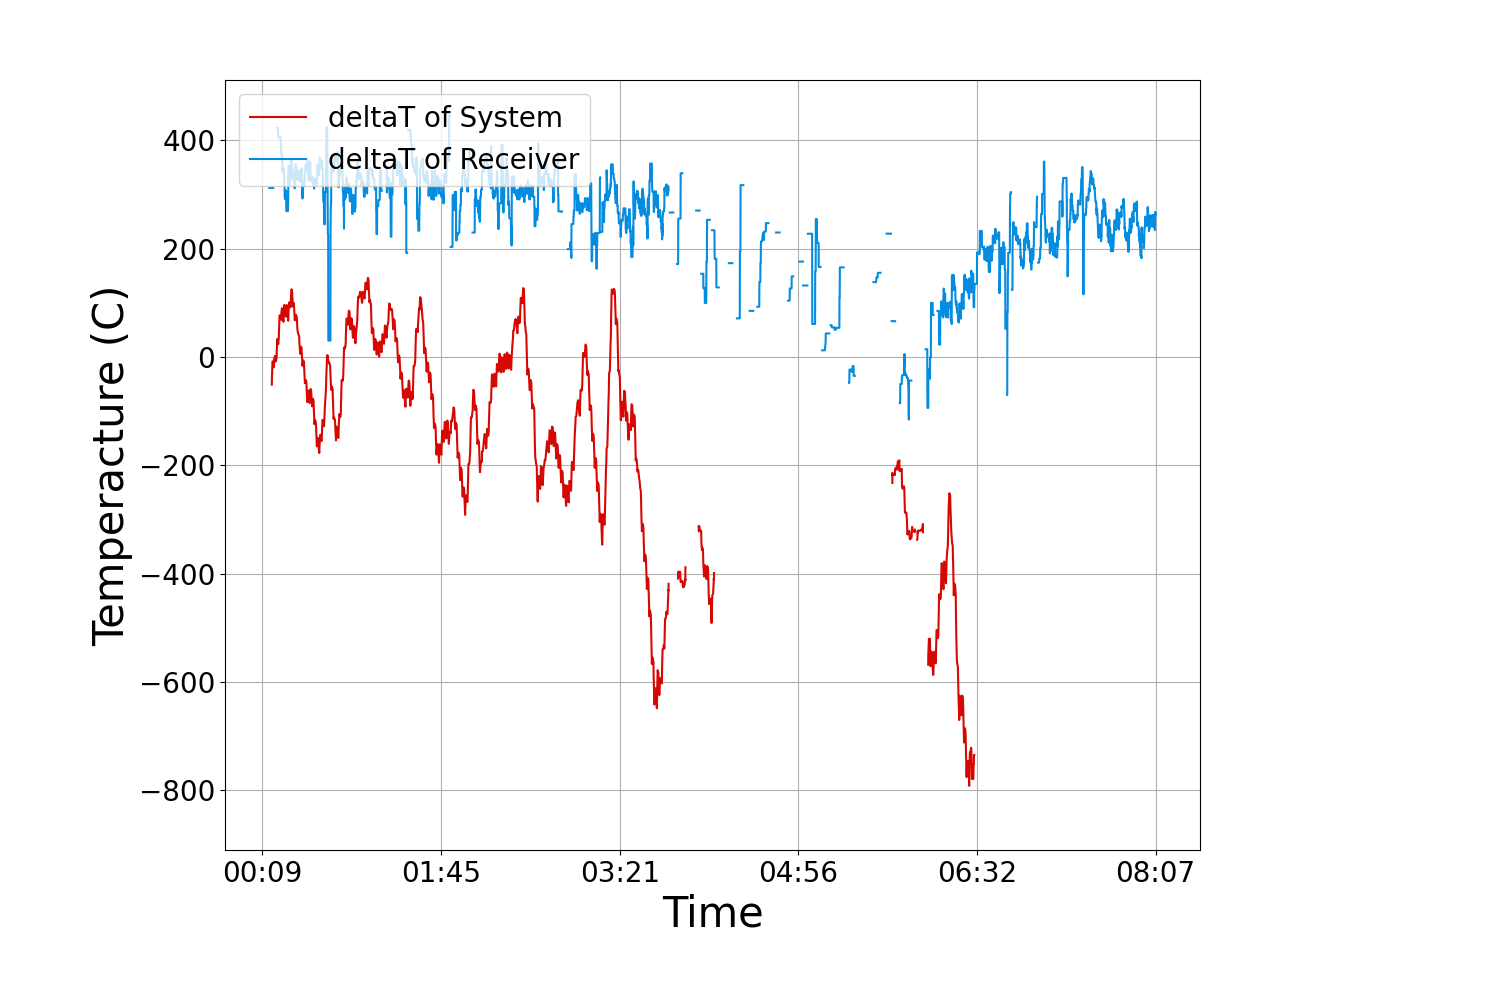 deltaT of System
deltaT of Receiver
400
200
0
−200
−400
−600
−800
Temperacture (C)
00:09 01:45 03:21 04:56 06:32 08:07
Time